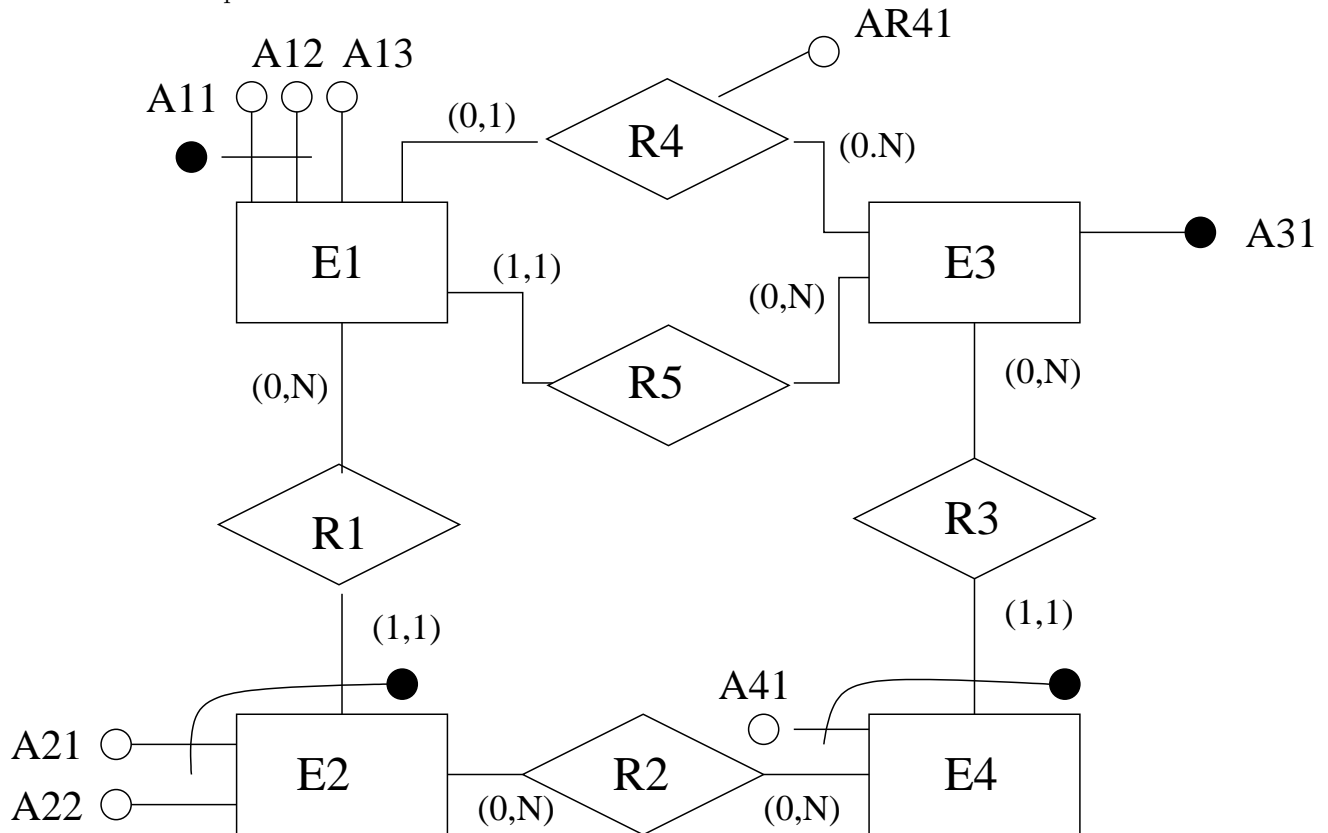 AR41
A12 A13
A11
(0,1)
R4
(0.N)
E1
(1,1)
E3
A31
(0,N)
(0,N)
R5
(0,N)
R1
R3
(1,1)
(1,1)
A41
A21
E2
R2
E4
A22
(0,N)
(0,N)